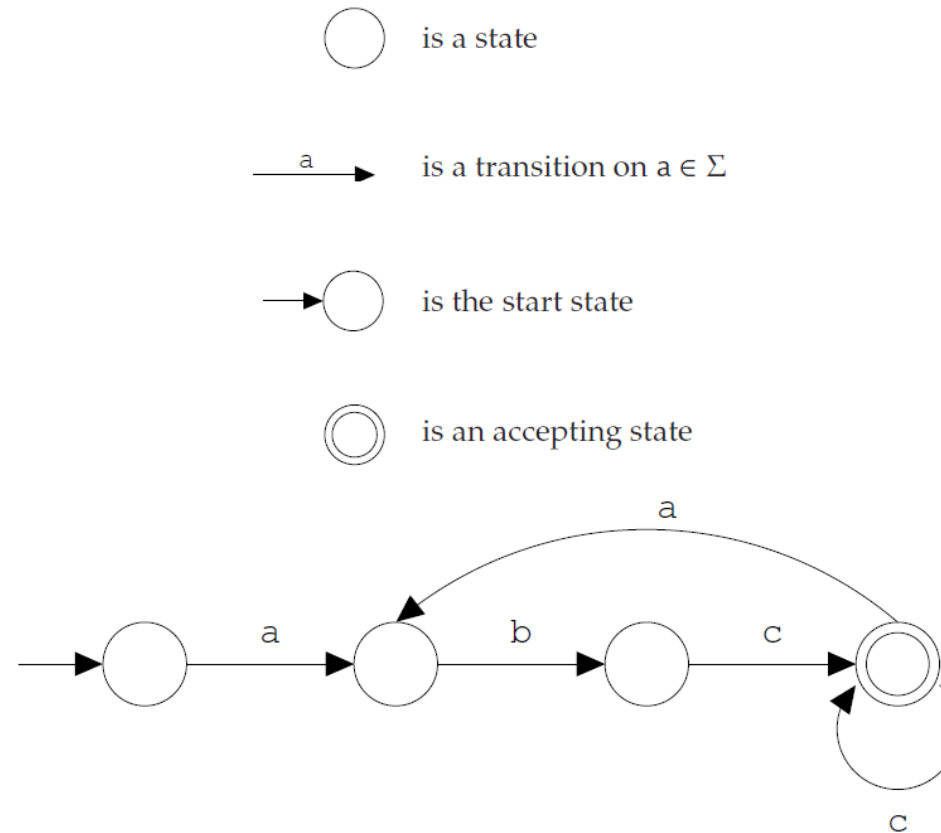 is a state
a
is a transition on a ∈ Σ
is the start state
is an accepting state
a
a
b
c
c